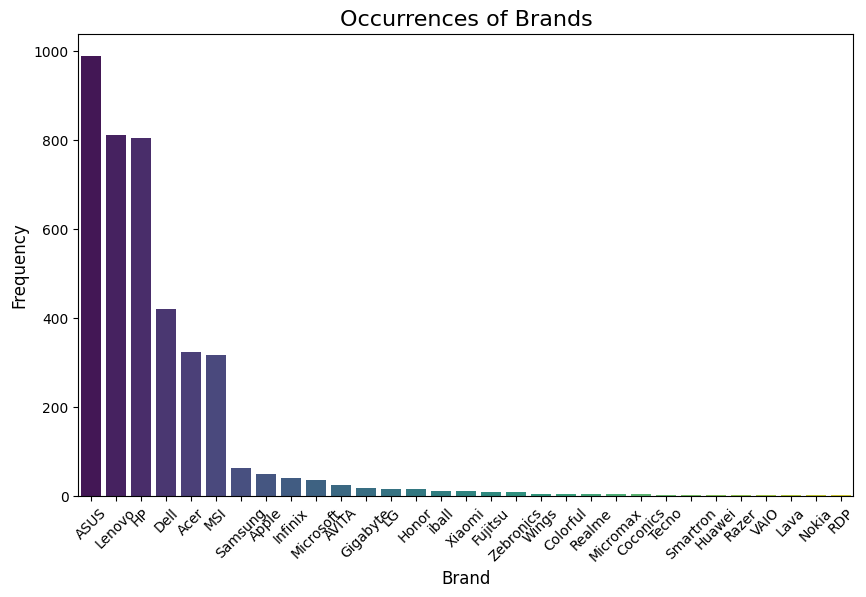 Occurrences of Brands
1000
800
600
400
200
0
Frequency
ASUS
Lenovo
HP
Dell
Acer
MSI
Samsung
Apple
Infinix
Microsoft
AVITA
Gigabyte
LG
Honor
iball
Xiaomi
Fujitsu
Zebronics
Wings
Colorful
Realme
Micromax
Coconics
Tecno
Smartron
Huawei
Razer
VAIO
Lava
Nokia
RDP
Brand